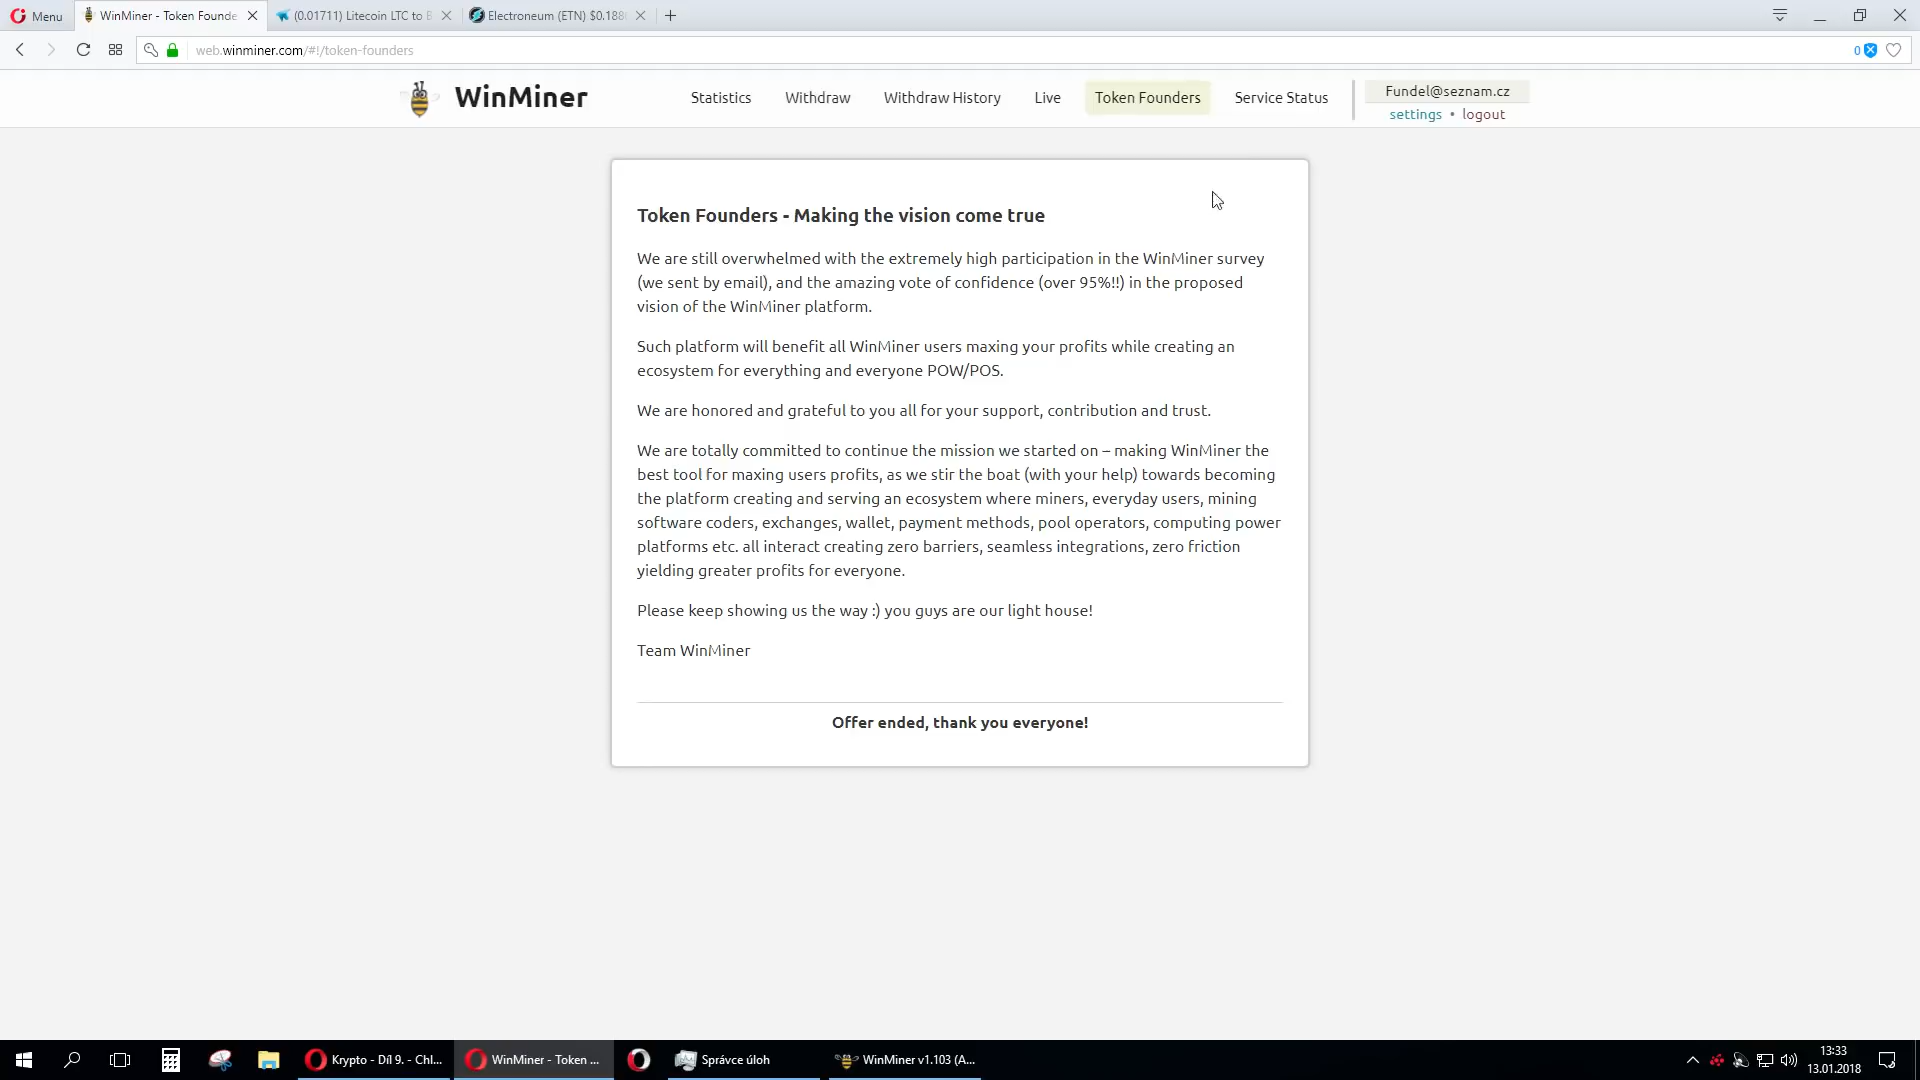 Menu
WinMiner - Token Founde
(0.01711) Litecoin LTC to B
Electroneum (ETN) $0.188
web.winminer.com/#!/token-founders
0
WinMiner
Statistics
Withdraw
Withdraw History
Live
Token Founders
Service Status
Fundel@seznam.cz
settings • logout
Token Founders - Making the vision come true
We are still overwhelmed with the extremely high participation in the WinMiner survey
(we sent by email), and the amazing vote of confidence (over 95%!!) in the proposed
vision of the WinMiner platform.
Such platform will benefit all WinMiner users maxing your profits while creating an
ecosystem for everything and everyone POW/POS.
We are honored and grateful to you all for your support, contribution and trust.
We are totally committed to continue the mission we started on – making WinMiner the
best tool for maxing users profits, as we stir the boat (with your help) towards becoming
the platform creating and serving an ecosystem where miners, everyday users, mining
software coders, exchanges, wallet, payment methods, pool operators, computing power
platforms etc. all interact creating zero barriers, seamless integrations, zero friction
yielding greater profits for everyone.
Please keep showing us the way :) you guys are our light house!
Team WinMiner
Offer ended, thank you everyone!
Krypto - Díl 9. - Chl...
WinMiner - Token ...
Správce úloh
WinMiner v1.103 (A...
13:33
13.01.2018